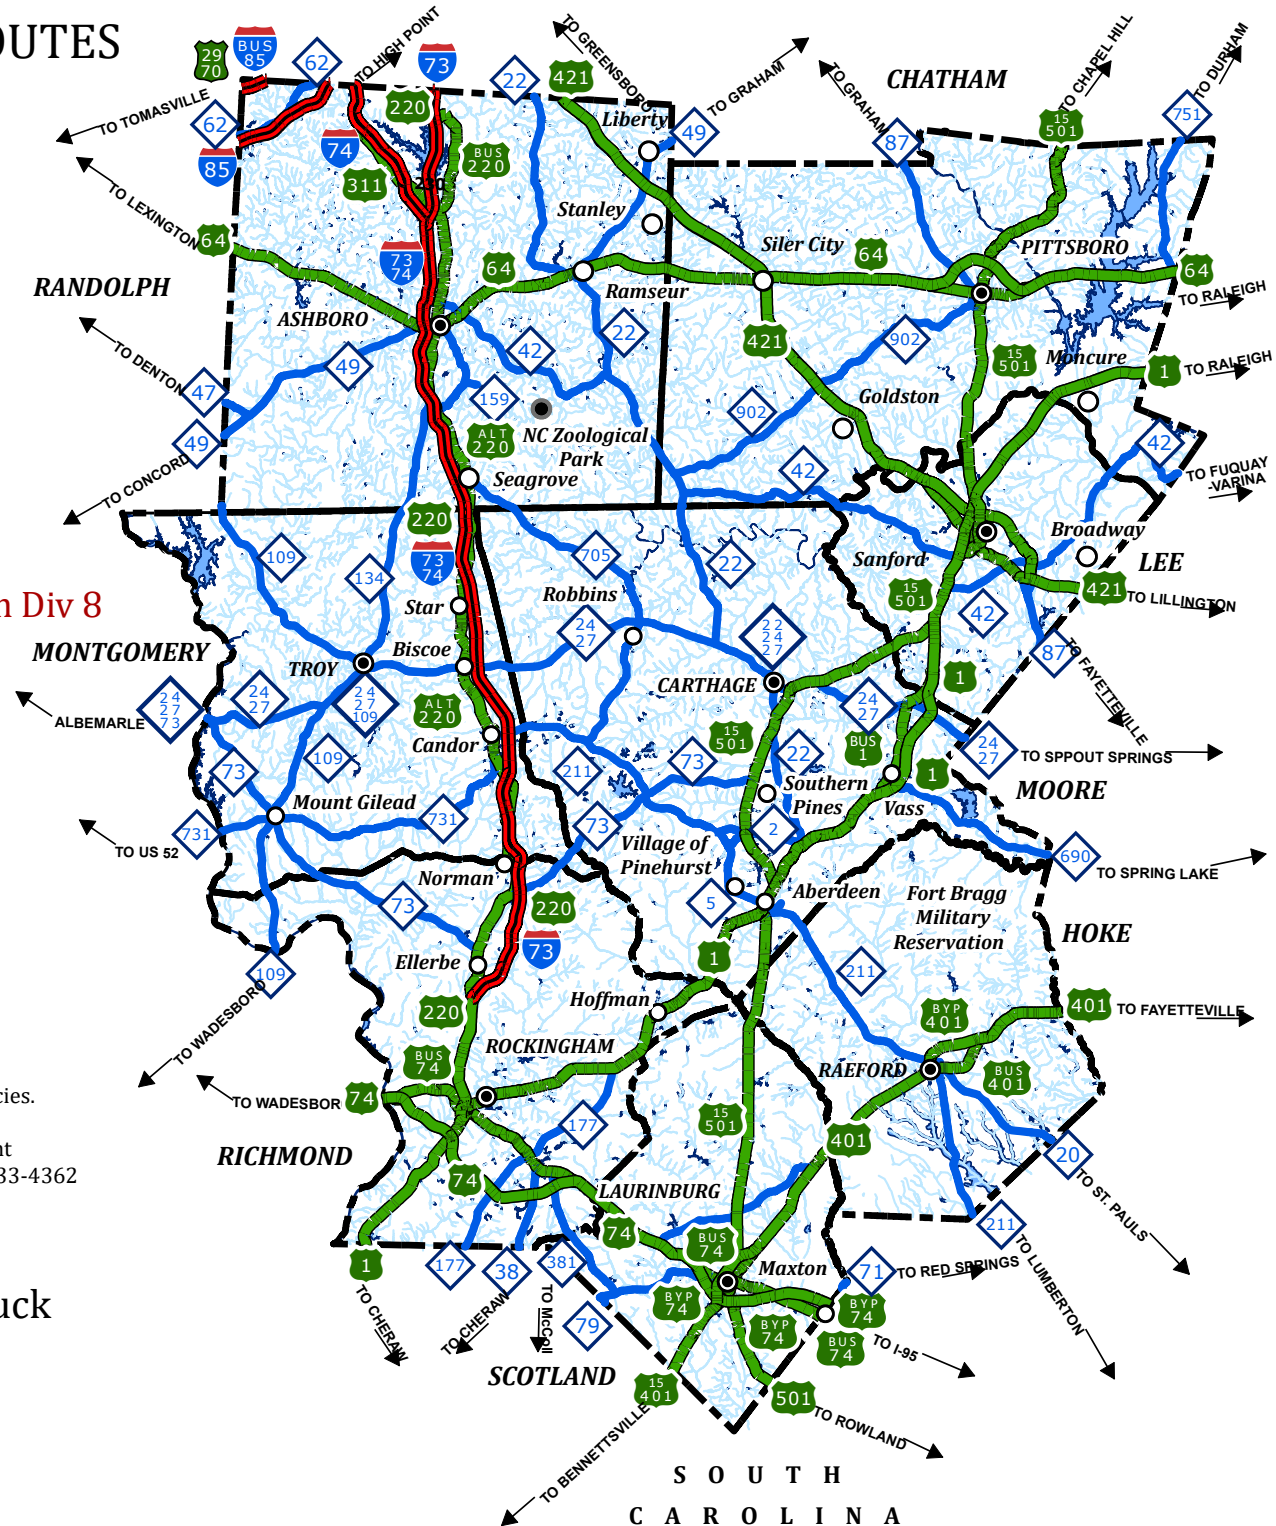 OUTES
29
70
BUS
85
62
TO HIGH POINT
73
22
421
TO GREENSBORO
TO GRAHAM
TO GRAHAM
CHATHAM
TO CHAPEL HILL
TO DURHAM
TO TOMASVILLE
62
85
74
220
BUS
220
311
230
Liberty
49
87
15
501
751
TO LEXINGTON
64
73
74
64
Stanley
Siler City
64
PITTSBORO
64
TO RALEIGH
RANDOLPH
ASHBORO
Ramseur
22
42
421
902
15
501
Moncure
1
TO RALEIGH
TO DENTON
47
49
49
159
ALT
220
NC Zoological
Park
902
Goldston
TO CONCORD
Seagrove
42
42
TO FUQUAY
-VARINA
220
73
74
109
134
705
22
Sanford
Broadway
LEE
15
501
421
TO LILLINGTON
n Div 8
Star
Robbins
24
27
22
24
27
42
87
TO FAYETTEVILLE
MONTGOMERY
TROY
Biscoe
CARTHAGE
1
ALBEMARLE
24
27
73
24
27
24
27
109
ALT
220
Candor
15
501
24
27
BUS
1
24
27
TO SPPOUT SPRINGS
73
109
211
73
22
1
MOORE
Mount Gilead
731
731
TO US 52
73
Southern
Pines
Vass
2
Village of
Pinehurst
690
TO SPRING LAKE
Norman
73
220
5
Aberdeen
Fort Bragg
Military
Reservation
HOKE
73
Ellerbe
109
TO WADESBORO
1
211
220
Hoffman
BYP
401
401
TO FAYETTEVILLE
BUS
74
ROCKINGHAM
RAEFORD
BUS
401
cies.
TO WADESBOR
74
177
15
501
401
nt
33-4362
RICHMOND
74
LAURINBURG
20
TO ST. PAULS
74
BUS
74
211
TO LUMBERTON
1
177
38
381
Maxton
71
TO RED SPRINGS
TO CHERAW
TO CHERAW
TO McColl
79
BYP
74
BYP
74
BYP
74
BUS
74
TO I-95
uck
SCOTLAND
15
401
501
TO ROWLAND
TO BENNETTSVILLE
SOUTH
CAROLINA